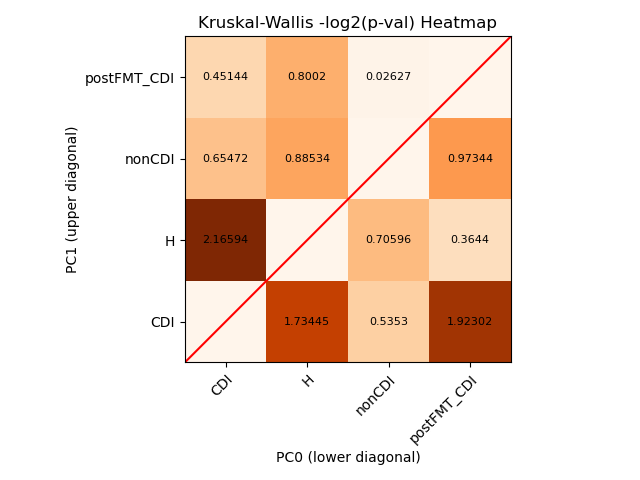 Kruskal-Wallis -log2(p-val) Heatmap
PC1 (upper diagonal)
postFMT_CDI
0.45144 0.8002 0.02627
nonCDI
0.65472 0.88534 0.97344
H
2.16594 0.70596 0.3644
CDI
1.73445 0.5353 1.92302
CDI H nonCDI postFMT_CDI
PC0 (lower diagonal)